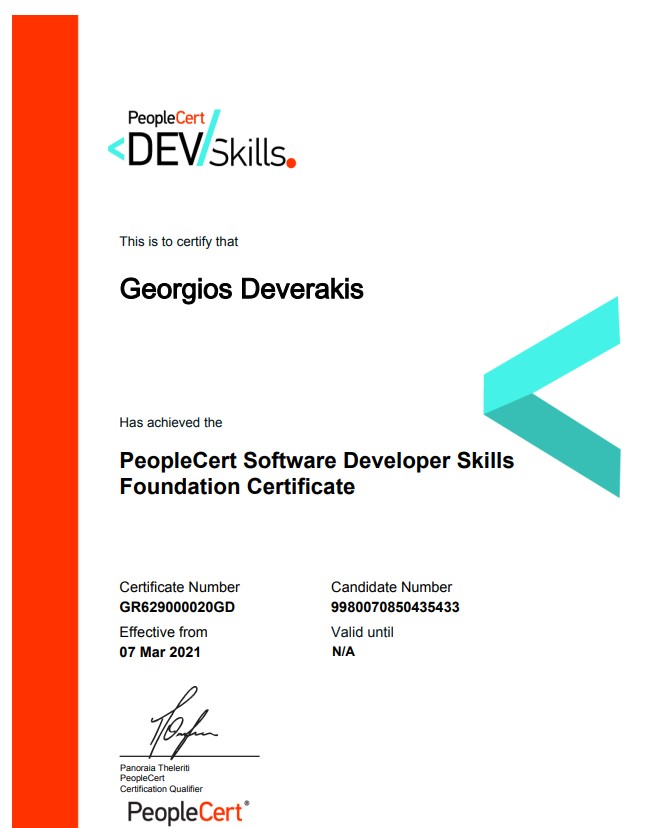 PeopleCert
<DEV/Skills.
This is to certify that
Georgios Deverakis
Has achieved the
PeopleCert Software Developer Skills
Foundation Certificate
Certificate Number
Candidate Number
GR629000020GD
9980070850435433
Effective from
Valid until
07 Mar 2021
N/A
Panoraia Theleriti
PeopleCert
Certification Qualifier
PeopleCert®